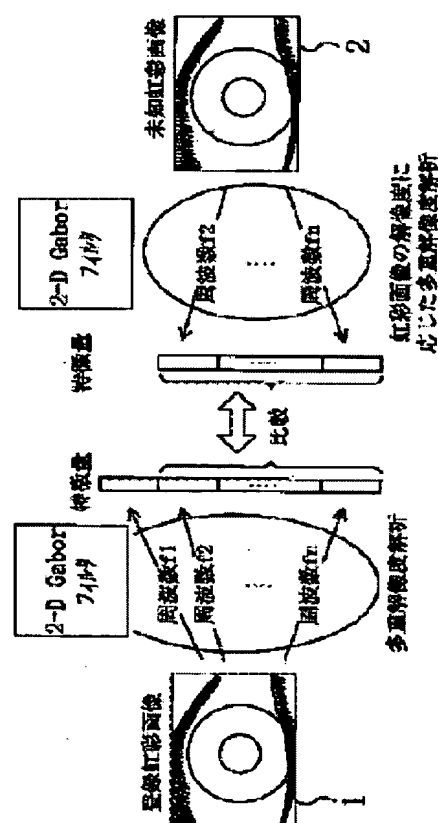 登録虹彩画像
1
2-D Gabor
フィルタ
周波数f1
周波数f2
.....
周波数fn
多重解像度解析
特徴量
.....
比較
特徴量
.....
2-D Gabor
フィルタ
周波数f2
.....
周波数fn
虹彩画像の解像度に
応じた多重解像度解析
未知虹彩画像
2